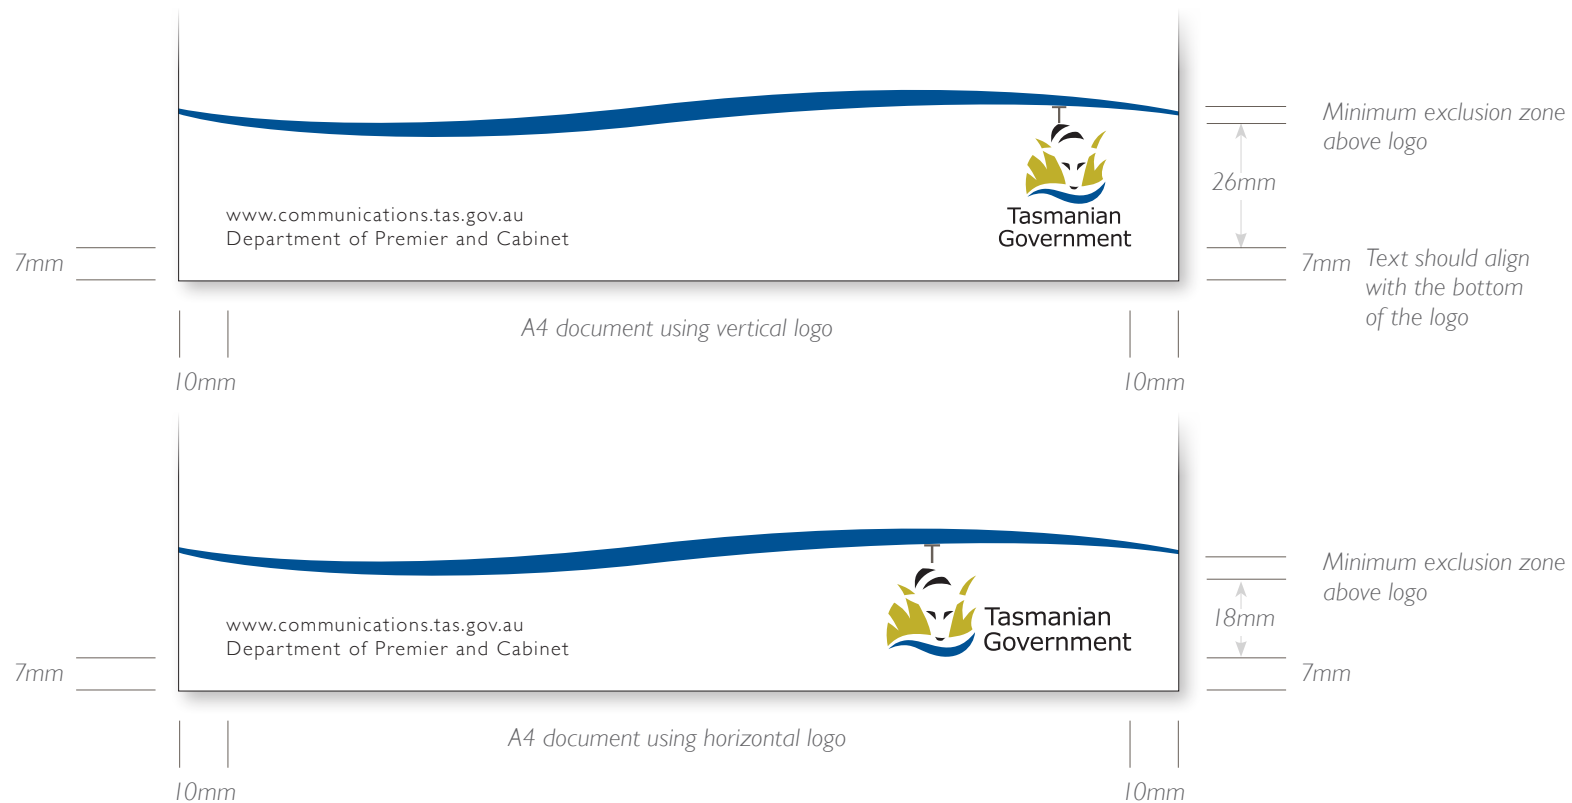 Minimum exclusion zone
above logo
26mm
www.communications.tas.gov.au
Department of Premier and Cabinet
Tasmanian
Government
7mm
7mm
Text should align
with the bottom
of the logo
A4 document using vertical logo
10mm
10mm
Minimum exclusion zone
above logo
18mm
www.communications.tas.gov.au
Department of Premier and Cabinet
Tasmanian
Government
7mm
7mm
A4 document using horizontal logo
10mm
10mm